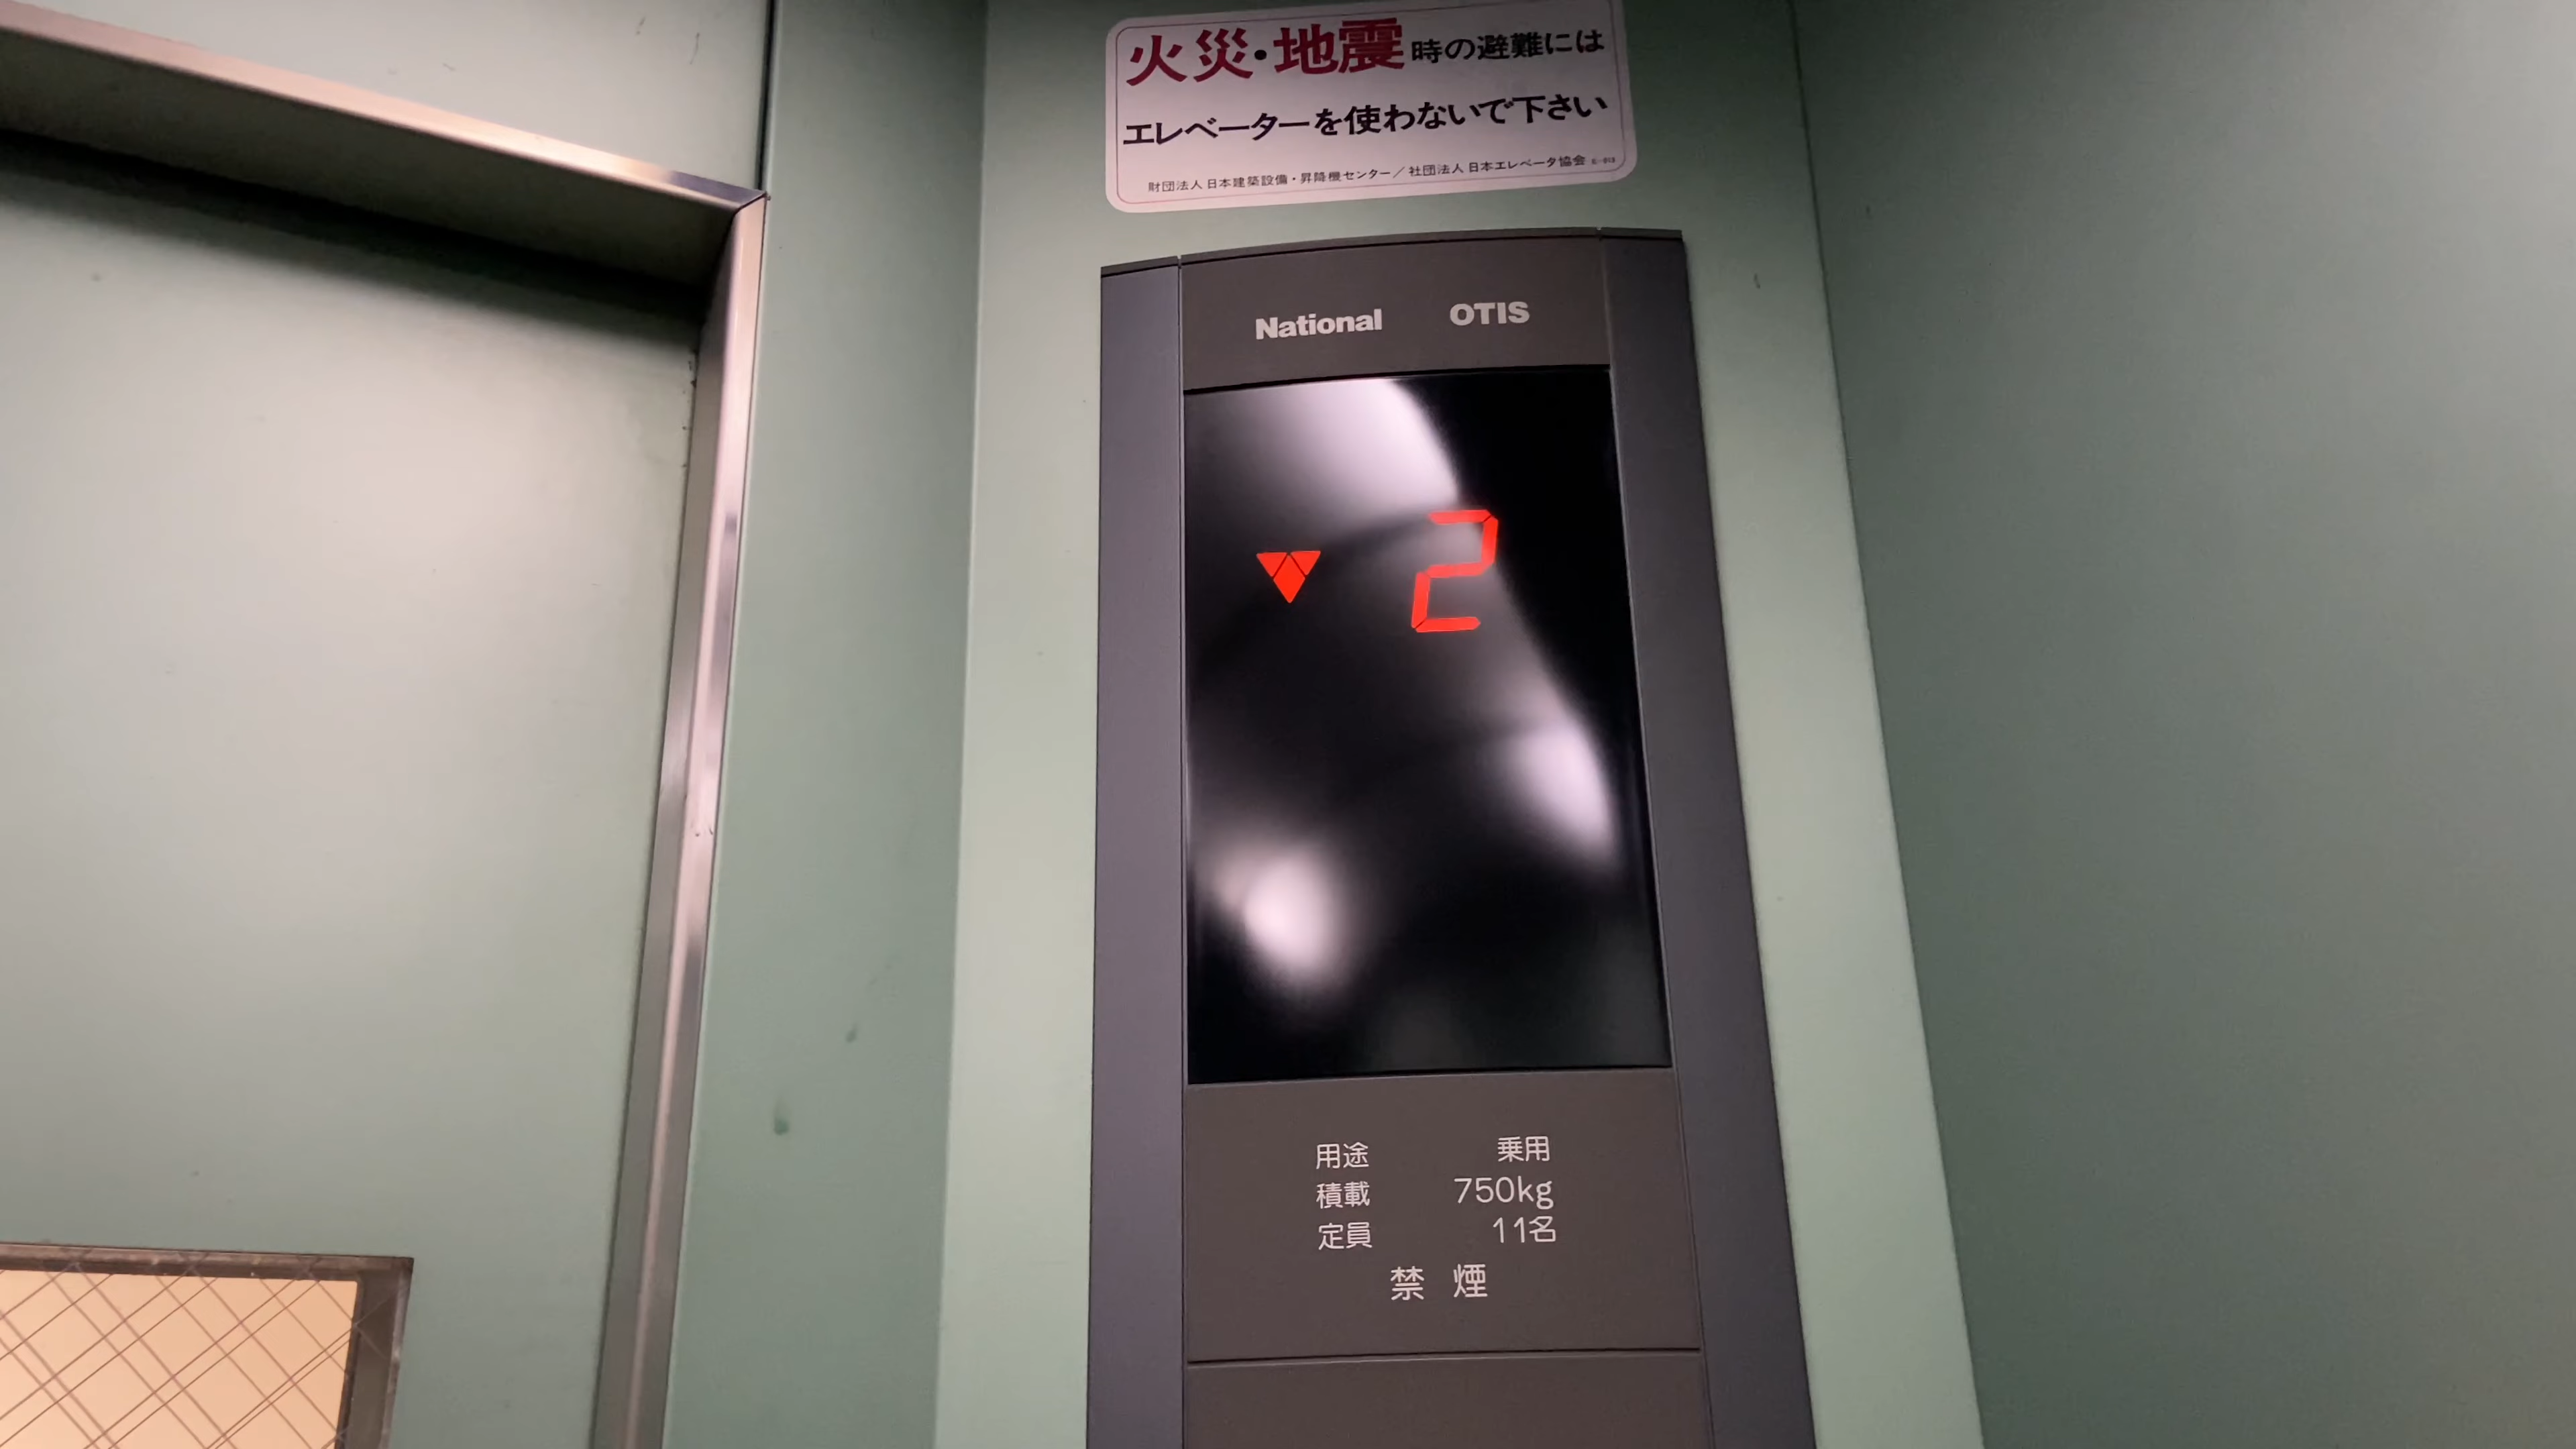 火災・地震時の避難には
エレベーターを使わないで下さい
財団法人 日本建築設備・昇降機センター／社団法人 日本エレベータ協会
National OTIS
2
用途 乗用
積載 750kg
定員 11名
禁煙